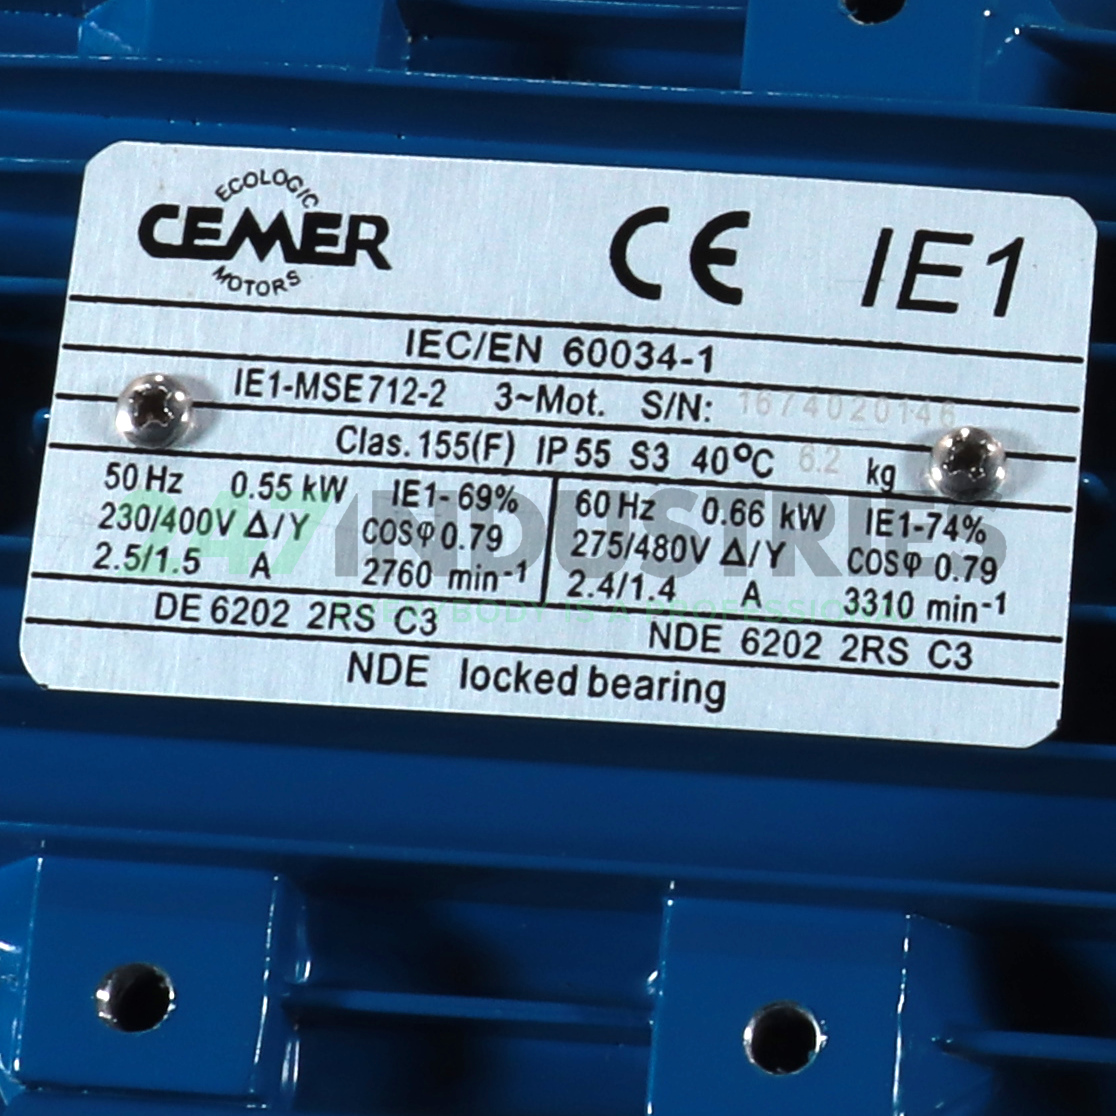 ECOLOGIC
CEMER
MOTORS
CE IE1
IEC/EN 60034-1
IE1-MSE712-2 3~Mot. S/N: 1674020146
Clas. 155(F) IP 55 S3 40°C 6.2 kg
50 Hz 0.55 kW IE1-69%
230/400V Δ/Y COSφ 0.79
2.5/1.5 A 2760 min-1
60 Hz 0.66 kW IE1-74%
275/480V Δ/Y COSφ 0.79
2.4/1.4 A 3310 min-1
DE 6202 2RS C3 NDE 6202 2RS C3
NDE locked bearing
247INDUSTRIES
EVERYBODY IS A PROFESSIONAL